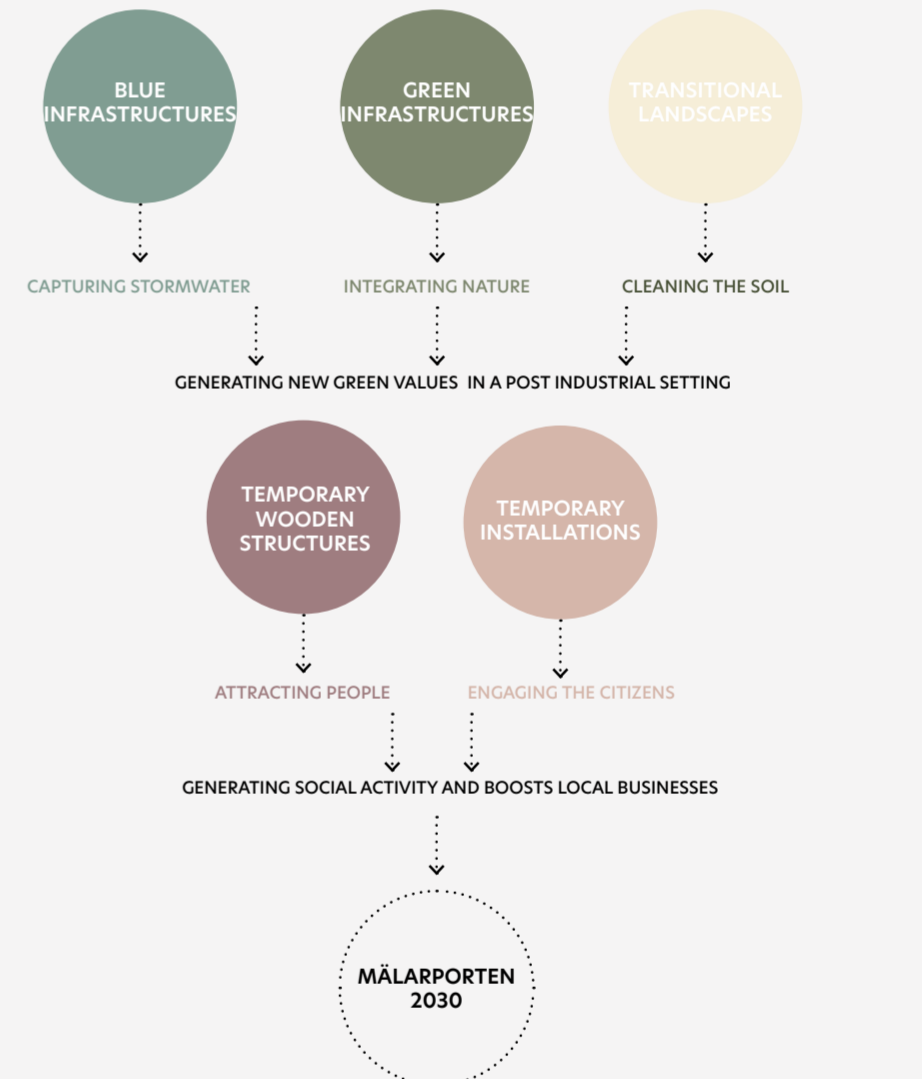 BLUE
INFRASTRUCTURES
GREEN
INFRASTRUCTURES
TRANSITIONAL
LANDSCAPES
CAPTURING STORMWATER
INTEGRATING NATURE
CLEANING THE SOIL
GENERATING NEW GREEN VALUES  IN A POST INDUSTRIAL SETTING
TEMPORARY
WOODEN
STRUCTURES
TEMPORARY
INSTALLATIONS
ATTRACTING PEOPLE
ENGAGING THE CITIZENS
GENERATING SOCIAL ACTIVITY AND BOOSTS LOCAL BUSINESSES
MÄLARPORTEN
2030